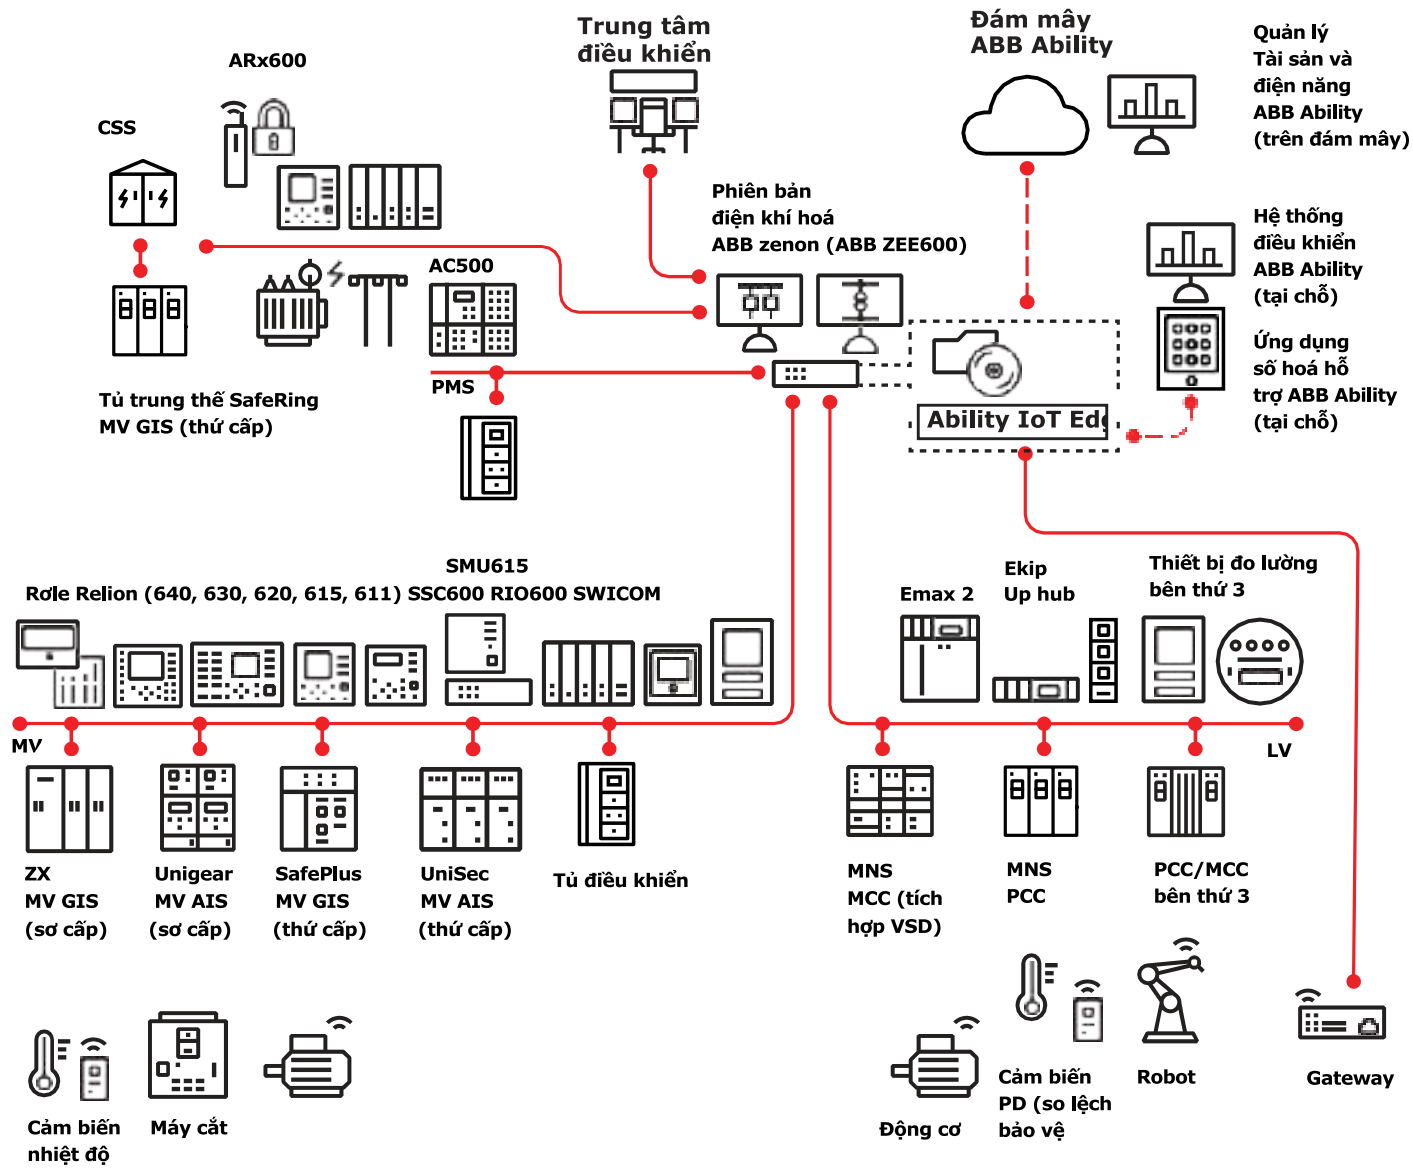 Trung tâm
điều khiển
Đám mây
ABB Ability
Quản lý
Tài sản và
điện năng
ABB Ability
(trên đám mây)
ARx600
CSS
Phiên bản
điện khí hoá
ABB zenon (ABB ZEE600)
Hệ thống
điều khiển
ABB Ability
(tại chỗ)
AC500
Ứng dụng
số hoá hỗ
trợ ABB Ability
(tại chỗ)
PMS
Tủ trung thế SafeRing
MV GIS (thứ cấp)
Ability IoT Edg
SMU615
Rơle Relion (640, 630, 620, 615, 611) SSC600 RIO600 SWICOM
Emax 2
Ekip
Up hub
Thiết bị đo lường
bên thứ 3
MV
LV
ZX
MV GIS
(sơ cấp)
Unigear
MV AIS
(sơ cấp)
SafePlus
MV GIS
(thứ cấp)
UniSec
MV AIS
(thứ cấp)
Tủ điều khiển
MNS
MCC (tích
hợp VSD)
MNS
PCC
PCC/MCC
bên thứ 3
Cảm biến
nhiệt độ
Máy cắt
Động cơ
Cảm biến
PD (so lệch
bảo vệ
Robot
Gateway